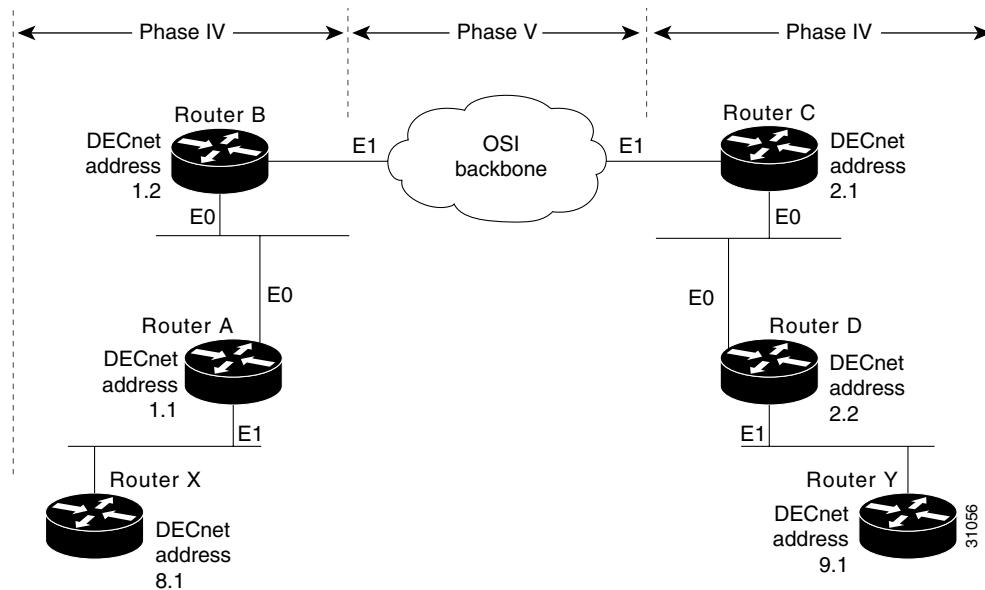 Phase IV
Phase V
Phase IV
Router B
DECnet
address
1.2
E1
OSI
backbone
E1
Router C
DECnet
address
2.1
E0
E0
E0
E0
Router A
DECnet
address
1.1
E1
Router D
DECnet
address
2.2
E1
Router X
DECnet
address
8.1
Router Y
DECnet
address
9.1
31056